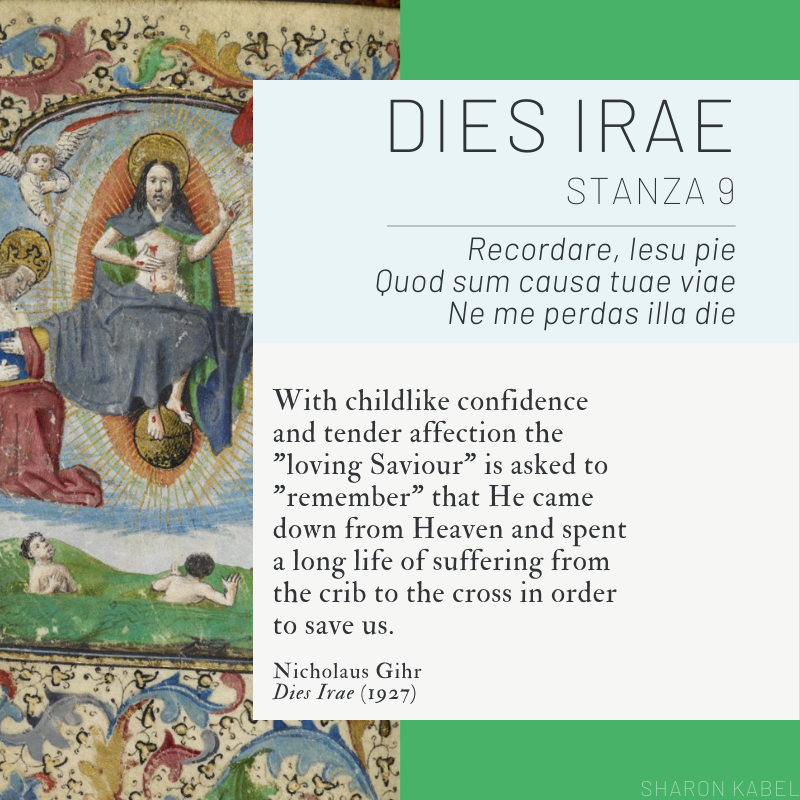 DIES IRAE
STANZA 9
Recordare, Iesu pie
Quod sum causa tuae viae
Ne me perdas illa die
With childlike confidence
and tender affection the
”loving Saviour” is asked to
”remember” that He came
down from Heaven and spent
a long life of suffering from
the crib to the cross in order
to save us.
Nicholaus Gihr
Dies Irae (1927)
SHARON KABEL